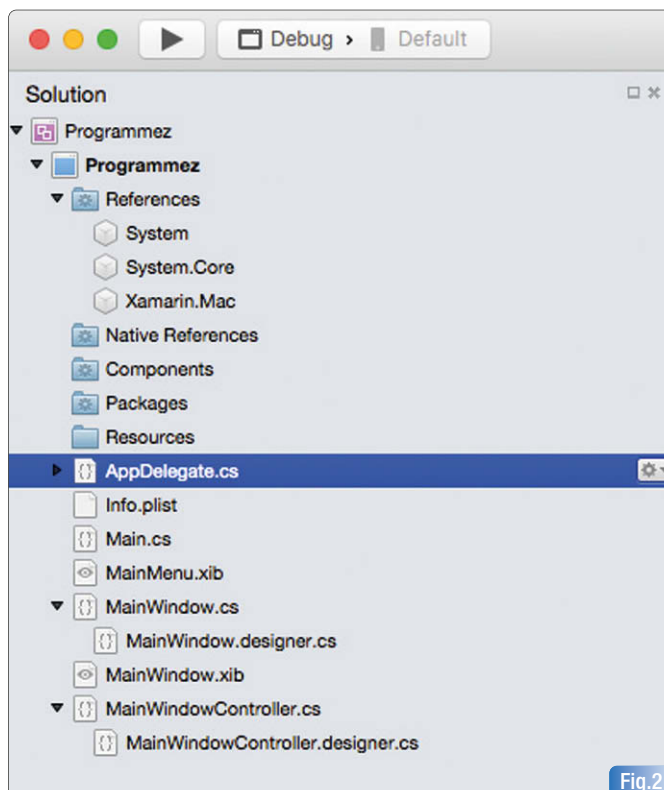 Debug > Default
Solution
Programmez
Programmez
References
System
System.Core
Xamarin.Mac
Native References
Components
Packages
Resources
AppDelegate.cs
Info.plist
Main.cs
MainMenu.xib
MainWindow.cs
MainWindow.designer.cs
MainWindow.xib
MainWindowController.cs
MainWindowController.designer.cs
Fig.2